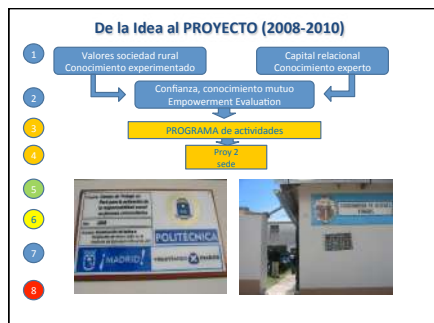 De la Idea al PROYECTO (2008-2010)
1
Valores sociedad rural
Conocimiento experimentado
Capital relacional
Conocimiento experto
2
Confianza, conocimiento mutuo
Empowerment Evaluation
3
PROGRAMA de actividades
4
Proy 2
sede
5
6
7
8
POLITÉCNICA
¡MADRID!